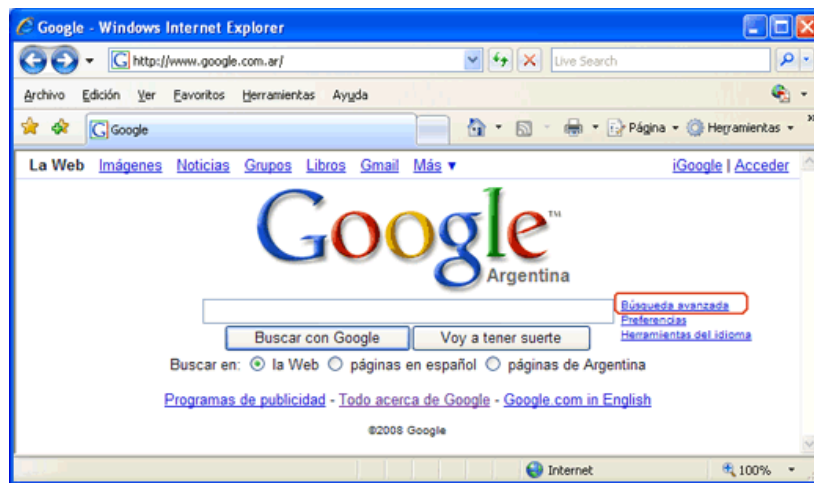 Google - Windows Internet Explorer
http://www.google.com.ar/ Live Search
Archivo Edición Ver Favoritos Herramientas Ayuda
Google Página Herramientas »
La Web Imágenes Noticias Grupos Libros Gmail Más ▼ iGoogle | Acceder
Google™
Argentina
Búsqueda avanzada
Preferencias
Herramientas del idioma
Buscar con Google Voy a tener suerte
Buscar en: la Web páginas en español páginas de Argentina
Programas de publicidad - Todo acerca de Google - Google.com in English
©2008 Google
Internet 100%